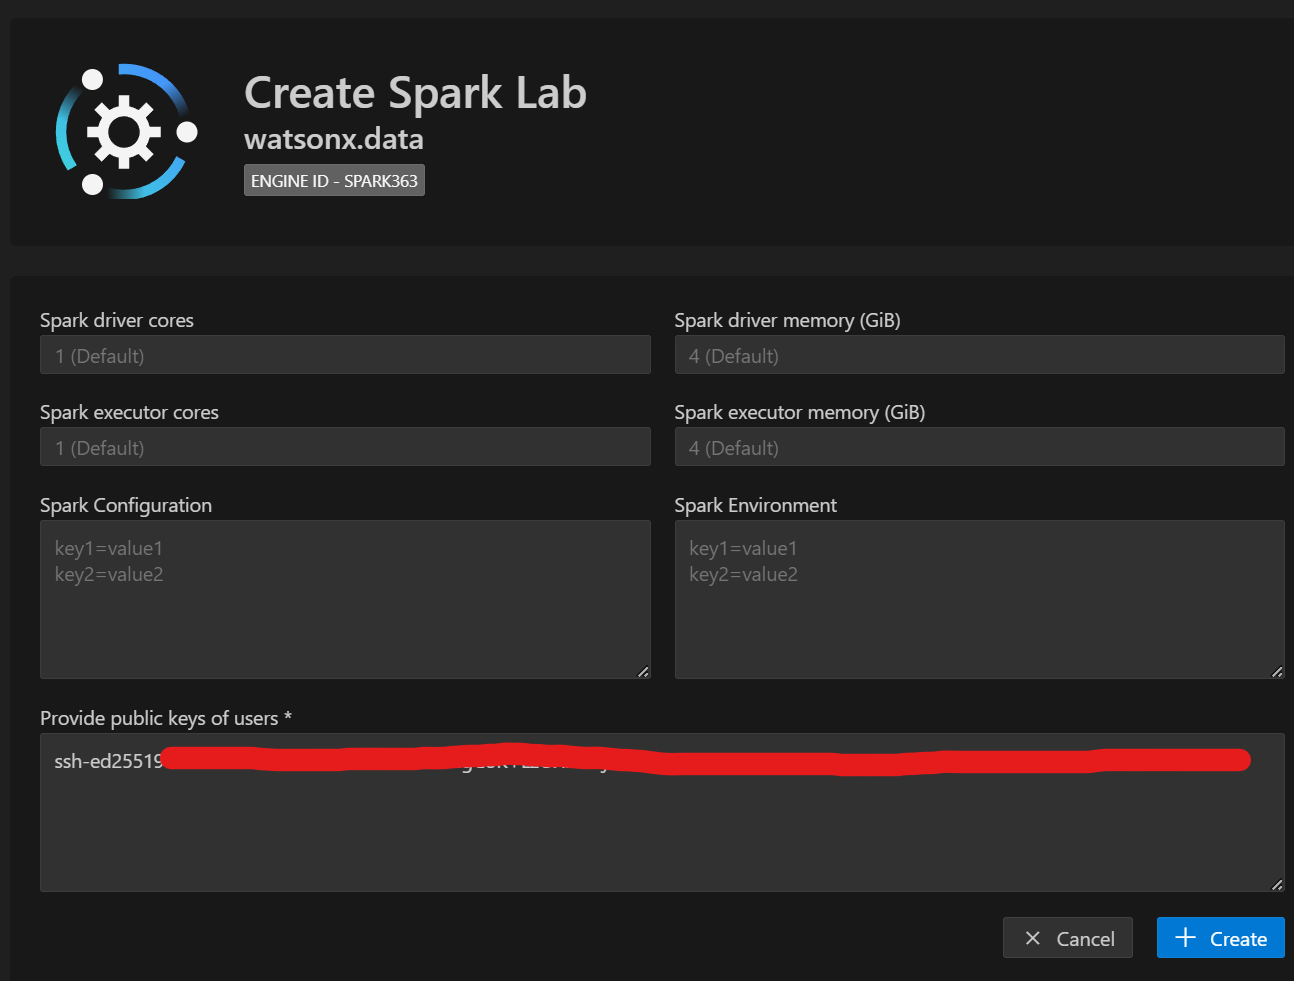 Create Spark Lab
watsonx.data
ENGINE ID - SPARK363
Spark driver cores
1 (Default)
Spark driver memory (GiB)
4 (Default)
Spark executor cores
1 (Default)
Spark executor memory (GiB)
4 (Default)
Spark Configuration
key1=value1
key2=value2
Spark Environment
key1=value1
key2=value2
Provide public keys of users *
ssh-ed25519
Cancel
Create